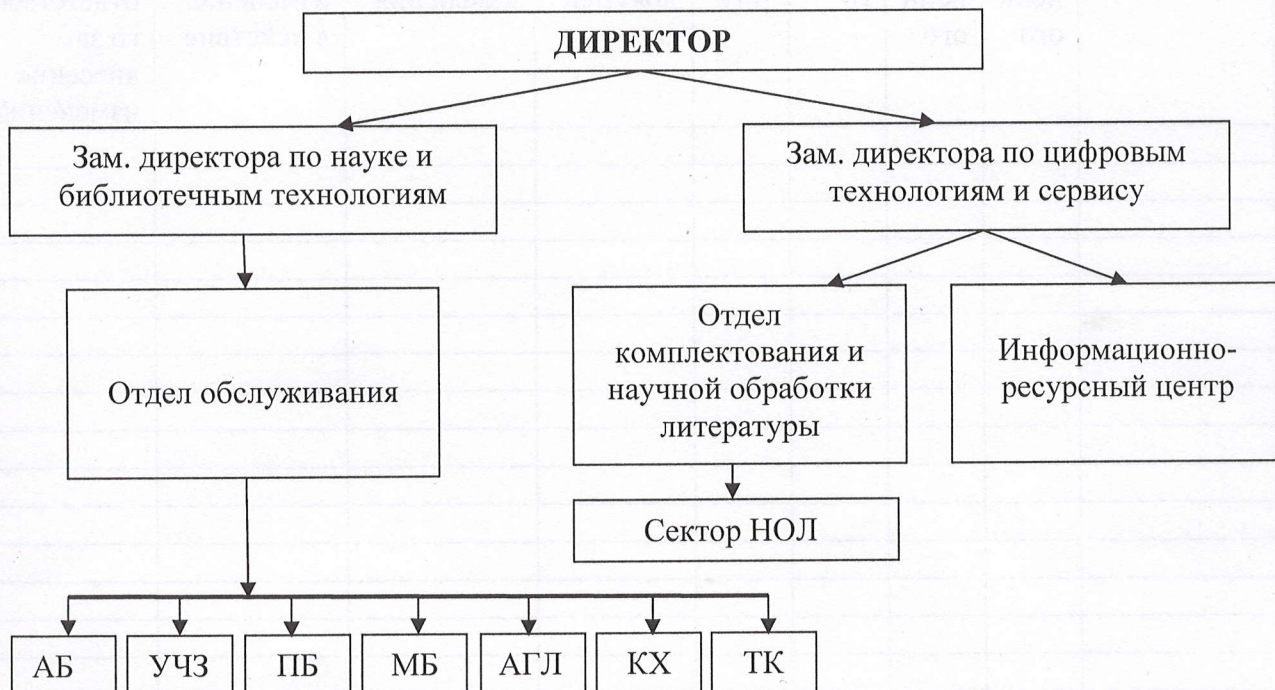 ДИРЕКТОР
Зам. директора по науке и
библиотечным технологиям
Зам. директора по цифровым
технологиям и сервису
Отдел обслуживания
Отдел
комплектования и
научной обработки
литературы
Информационно-
ресурсный центр
Сектор НОЛ
АБ УЧЗ ПБ МБ АГЛ КХ ТК